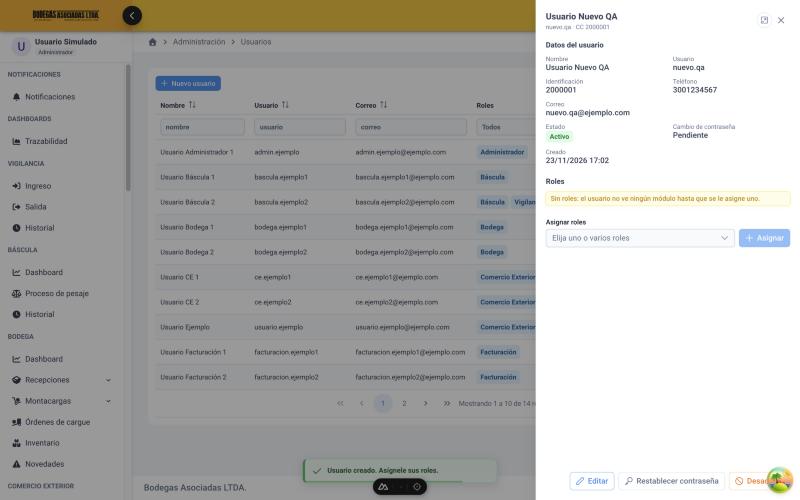 BODEGAS ASOCIADAS LTDA.
U
Usuario Simulado
Administrador
NOTIFICACIONES
Notificaciones
DASHBOARDS
Trazabilidad
VIGILANCIA
Ingreso
Salida
Historial
BÁSCULA
Dashboard
Proceso de pesaje
Historial
BODEGA
Dashboard
Recepciones
Montacargas
Órdenes de cargue
Inventario
Novedades
COMERCIO EXTERIOR
Administración
Usuarios
Nuevo usuario
Nombre Usuario Correo Roles
nombre usuario correo Todos
Usuario Administrador 1 admin.ejemplo admin.ejemplo@ejemplo.com Administrador
Usuario Báscula 1 bascula.ejemplo1 bascula.ejemplo1@ejemplo.com Báscula
Usuario Báscula 2 bascula.ejemplo2 bascula.ejemplo2@ejemplo.com Báscula
Usuario Bodega 1 bodega.ejemplo1 bodega.ejemplo1@ejemplo.com Bodega
Usuario Bodega 2 bodega.ejemplo2 bodega.ejemplo2@ejemplo.com Bodega
Usuario CE 1 ce.ejemplo1 ce.ejemplo1@ejemplo.com Comercio Exterior
Usuario CE 2 ce.ejemplo2 ce.ejemplo2@ejemplo.com Comercio Exterior
Usuario Ejemplo usuario.ejemplo usuario.ejemplo@ejemplo.com Comercio Exterior
Usuario Facturación 1 facturacion.ejemplo1 facturacion.ejemplo1@ejemplo.com Facturación
Usuario Facturación 2 facturacion.ejemplo2 facturacion.ejemplo2@ejemplo.com Facturación
1 2 Mostrando 1 a 10 de 14
Usuario creado. Asígnele sus roles.
Bodegas Asociadas LTDA.
Usuario Nuevo QA
nuevo.qa · CC 2000001
Datos del usuario
Nombre Usuario
Usuario Nuevo QA nuevo.qa
Identificación Teléfono
2000001 3001234567
Correo
nuevo.qa@ejemplo.com
Estado Cambio de contraseña
Activo Pendiente
Creado
23/11/2026 17:02
Roles
Sin roles: el usuario no ve ningún módulo hasta que se le asigne uno.
Asignar roles
Elija uno o varios roles Asignar
Editar Restablecer contraseña